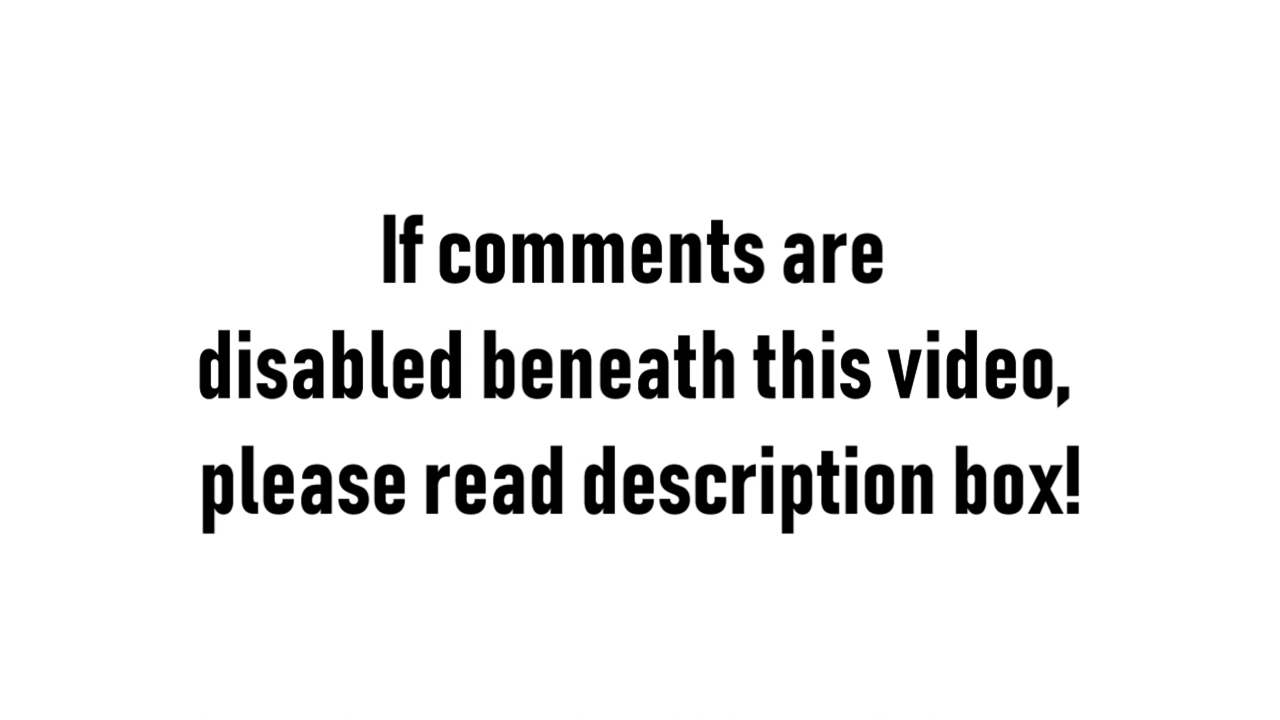 If comments are
disabled beneath this video,
please read description box!